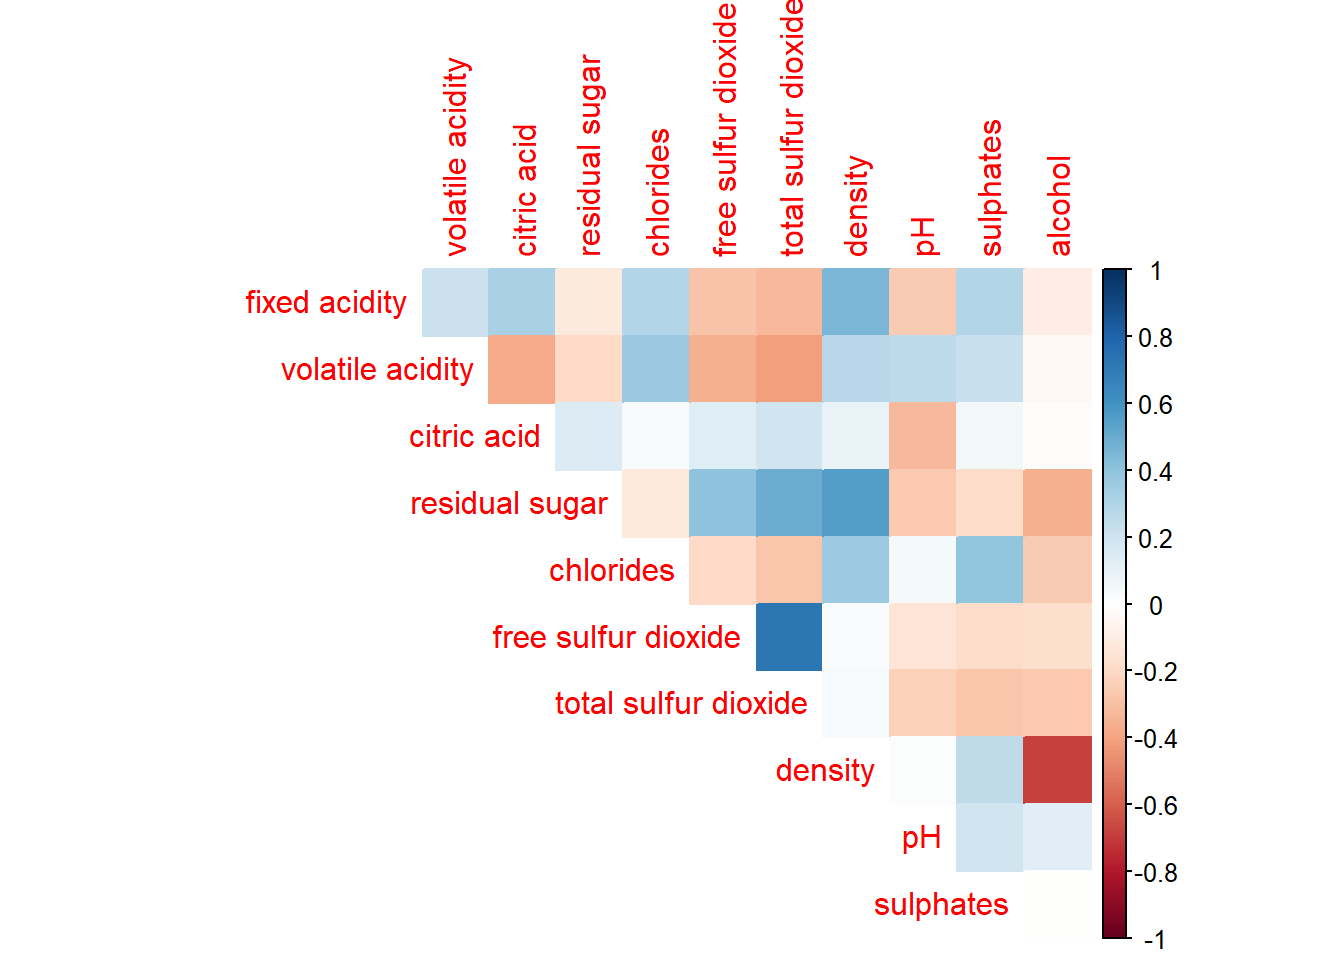 volatile acidity
citric acid
residual sugar
chlorides
free sulfur dioxide
total sulfur dioxide
density
pH
sulphates
alcohol
fixed acidity
volatile acidity
citric acid
residual sugar
chlorides
free sulfur dioxide
total sulfur dioxide
density
pH
sulphates
1
0.8
0.6
0.4
0.2
0
-0.2
-0.4
-0.6
-0.8
-1